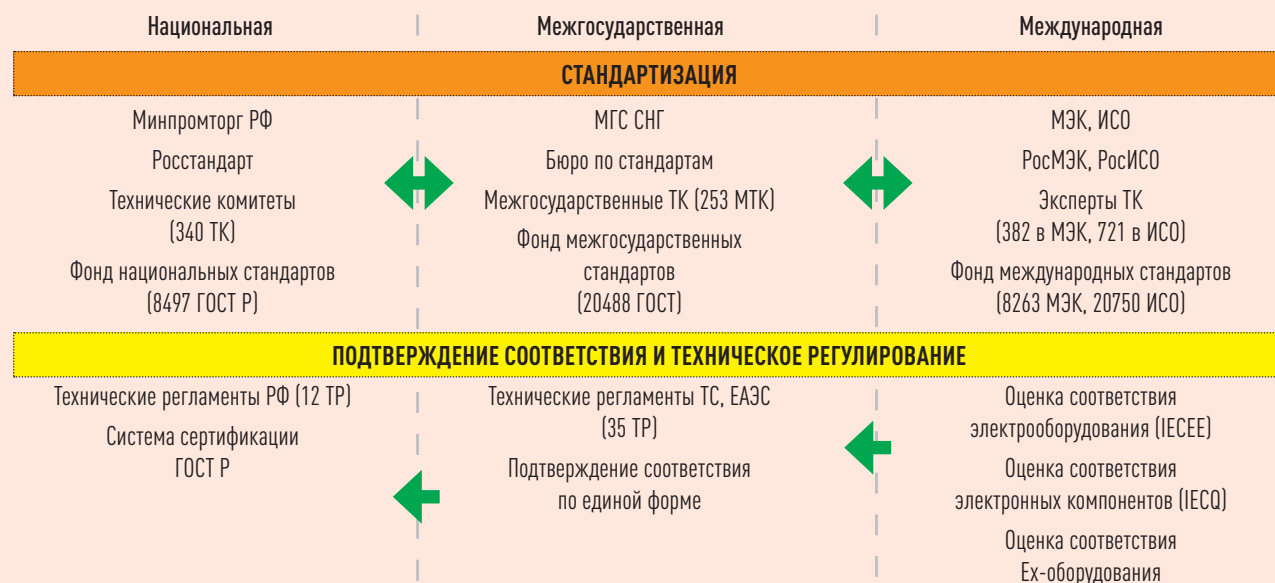 Национальная
Межгосударственная
Международная
СТАНДАРТИЗАЦИЯ
Минпромторг РФ
Росстандарт
Технические комитеты
(340 ТК)
Фонд национальных стандартов
(8497 ГОСТ Р)
МГС СНГ
Бюро по стандартам
Межгосударственные ТК (253 МТК)
Фонд межгосударственных
стандартов
(20488 ГОСТ)
МЭК, ИСО
РосМЭК, РосИСО
Эксперты ТК
(382 в МЭК, 721 в ИСО)
Фонд международных стандартов
(8263 МЭК, 20750 ИСО)
ПОДТВЕРЖДЕНИЕ СООТВЕТСТВИЯ И ТЕХНИЧЕСКОЕ РЕГУЛИРОВАНИЕ
Технические регламенты РФ (12 ТР)
Система сертификации
ГОСТ Р
Технические регламенты ТС, ЕАЭС
(35 ТР)
Подтверждение соответствия
по единой форме
Оценка соответствия
электрооборудования (IECEE)
Оценка соответствия
электронных компонентов (IECQ)
Оценка соответствия
Ех-оборудования